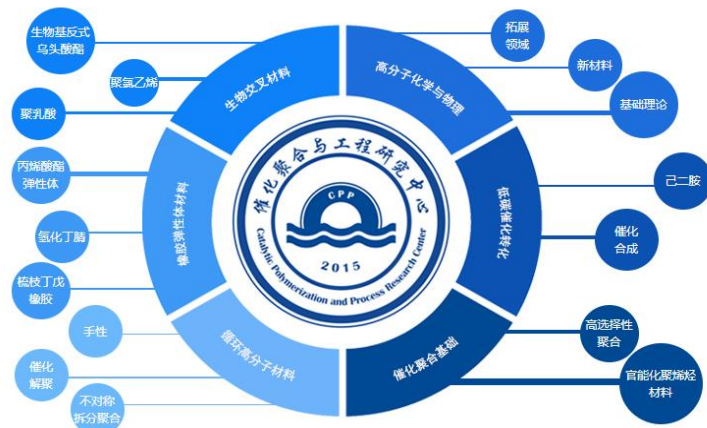 生物基反式
乌头酸酯
聚氯乙烯
聚乳酸
生物交叉材料
拓展
领域
新材料
基础理论
高分子化学与物理
丙烯酸酯
弹性体
氢化丁腈
梳枝丁戊
橡胶
橡胶弹性体材料
己二胺
催化
合成
低碳催化转化
催化聚合与工程研究中心
CPP
2015
Catalytic Polymerization and Process Research Center
手性
催化
解聚
不对称
拆分聚合
循环高分子材料
高选择性
聚合
官能化聚烯烃
材料
催化聚合基础